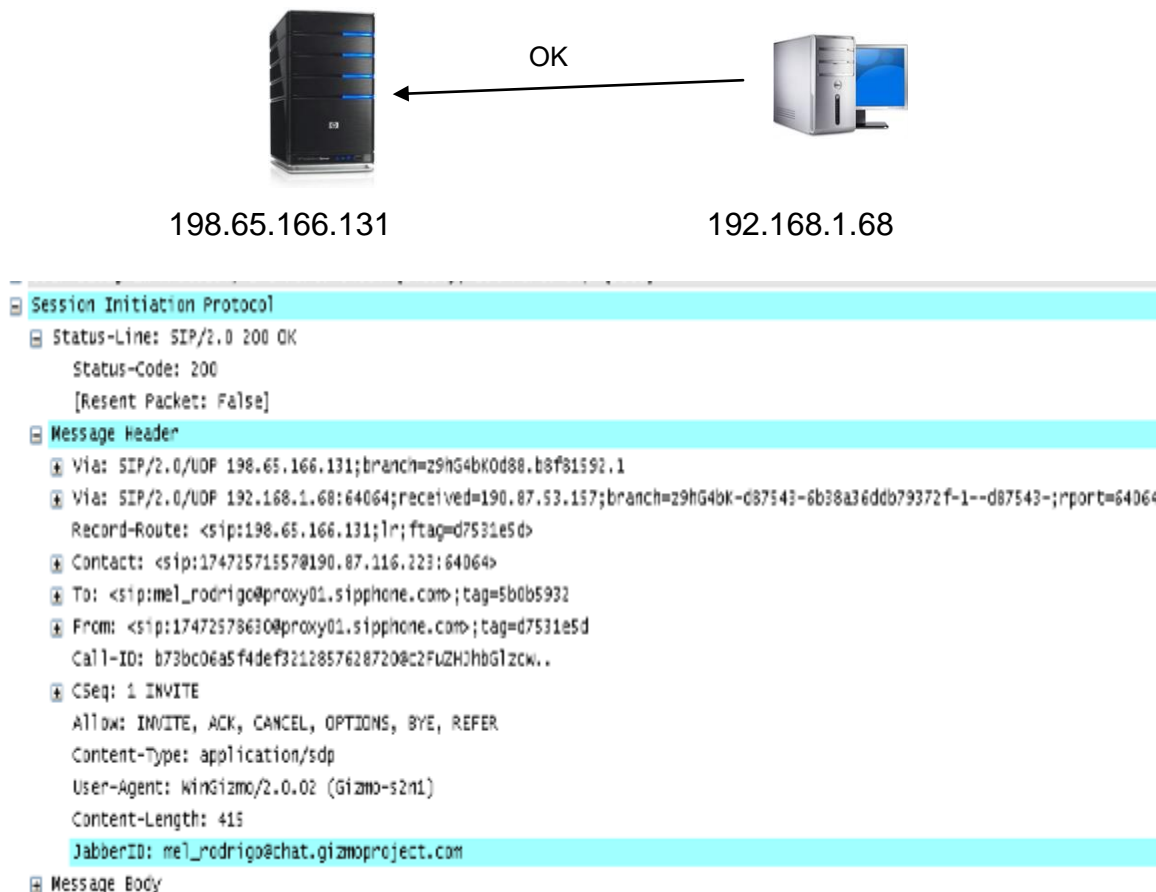 OK
198.65.166.131
192.168.1.68
Session Initiation Protocol
Status-Line: SIP/2.0 200 OK
Status-Code: 200
[Resent Packet: False]
Message Header
Via: SIP/2.0/UDP 198.65.166.131;branch=z9hG4bK0d88.b8f81592.1
Via: SIP/2.0/UDP 192.168.1.68:64064;received=190.87.53.157;branch=z9hG4bK-d87543-6b38a36ddb79372f-1--d87543-;rport=64064
Record-Route: <sip:198.65.166.131;lr;ftag=d7531e5d>
Contact: <sip:17472571557@190.87.116.223:64064>
To: <sip:mel_rodrigo@proxy01.sipphone.com>;tag=5b0b5932
From: <sip:17472578630@proxy01.sipphone.com>;tag=d7531e5d
Call-ID: b73bc06a5f4def3212857628720@c2FuZHJhbGlzcw..
CSeq: 1 INVITE
Allow: INVITE, ACK, CANCEL, OPTIONS, BYE, REFER
Content-Type: application/sdp
User-Agent: WinGizmo/2.0.02 (Gizmo-s2n1)
Content-Length: 415
JabberID: mel_rodrigo@chat.gizmoproject.com
Message Body